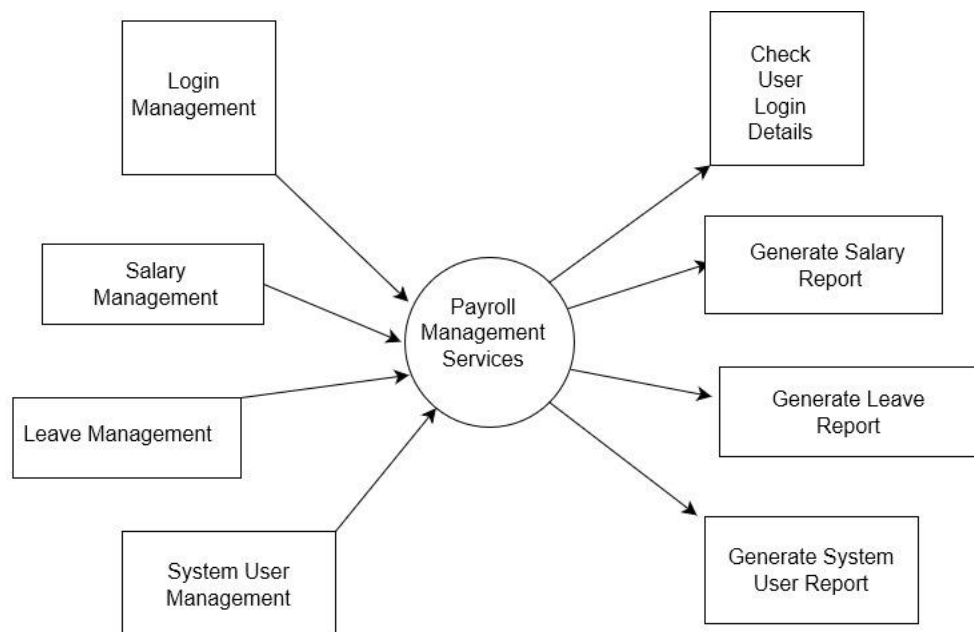 Login
Management
Salary
Management
Leave Management
System User
Management
Payroll
Management
Services
Check
User
Login
Details
Generate Salary
Report
Generate Leave
Report
Generate System
User Report